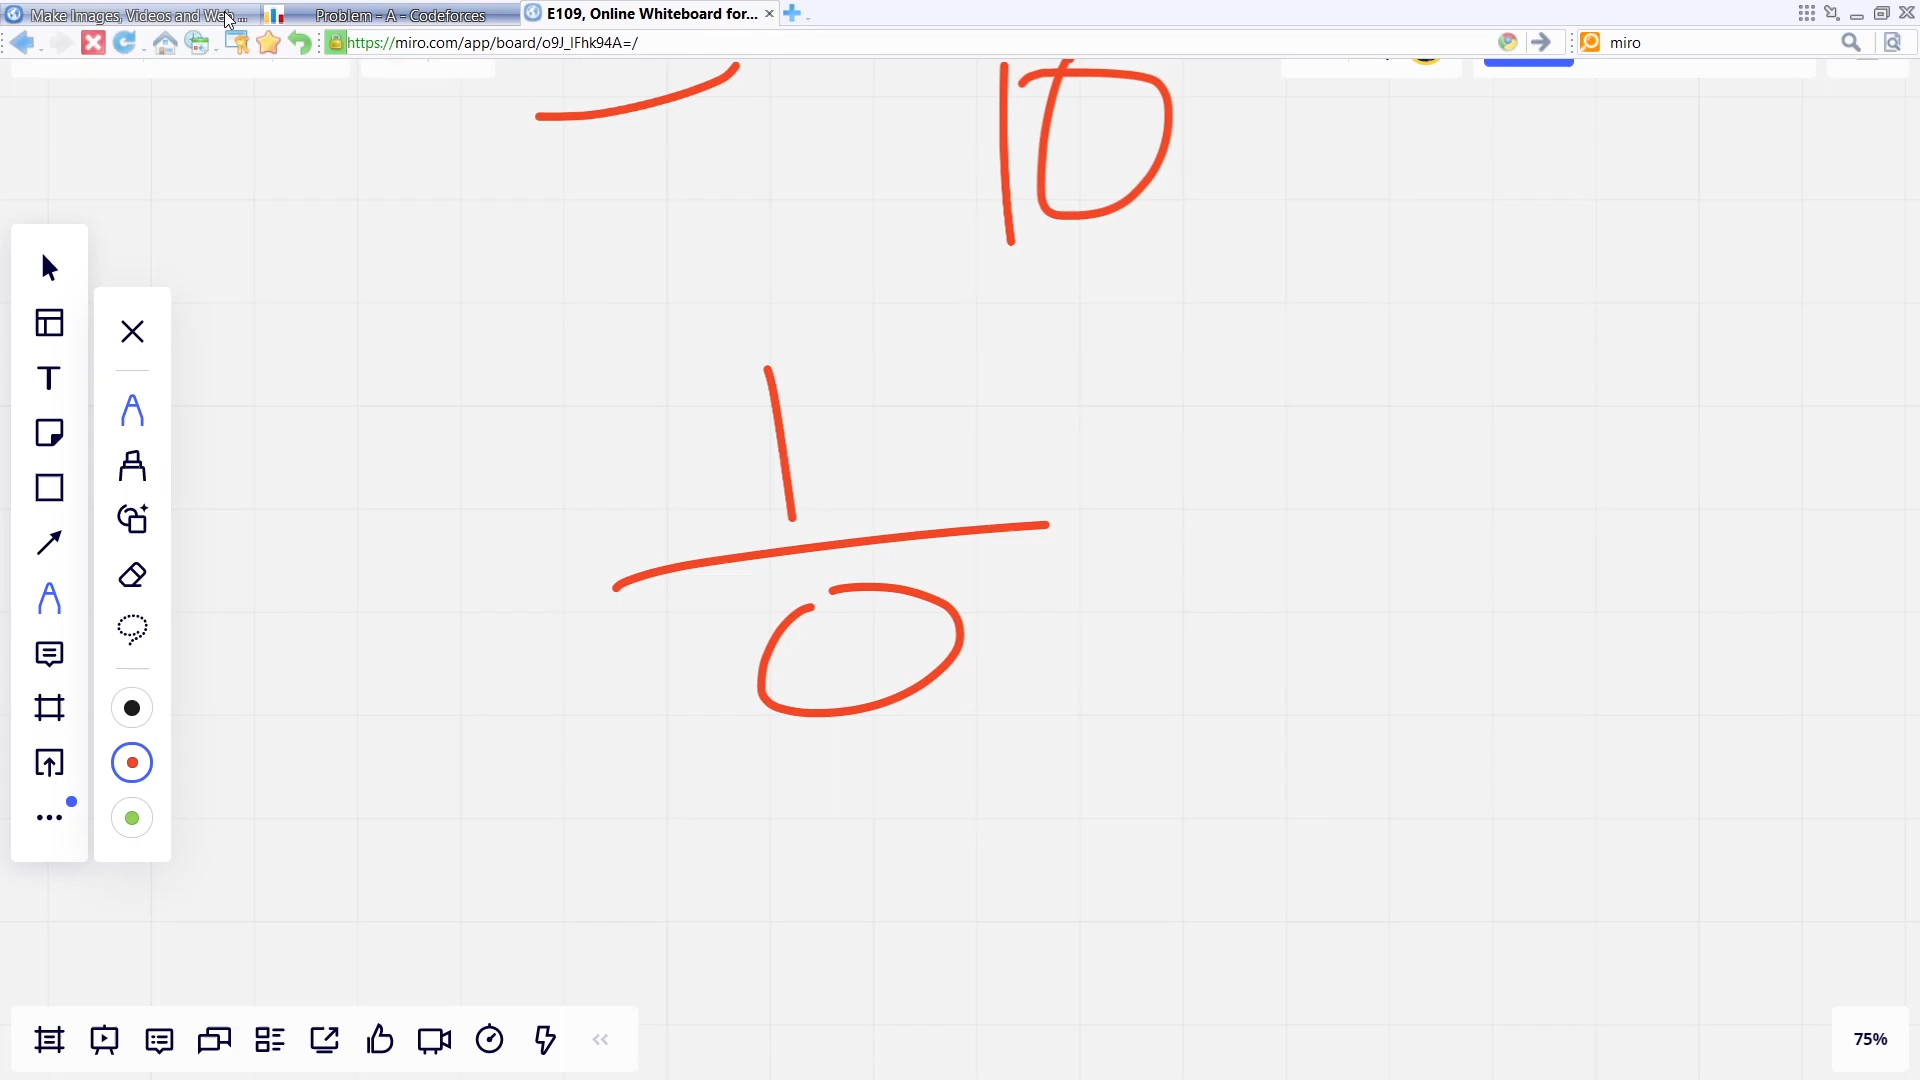 Make Images, Videos and Web ... Problem - A - Codeforces E109, Online Whiteboard for...
https://miro.com/app/board/o9J_lFhk94A=/ miro
10
1
0
T
75%